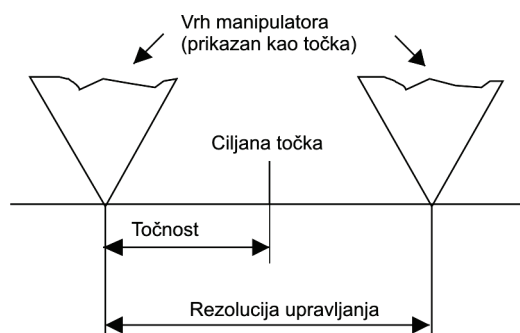 Vrh manipulatora
(prikazan kao točka)
Ciljana točka
Točnost
Rezolucija upravljanja